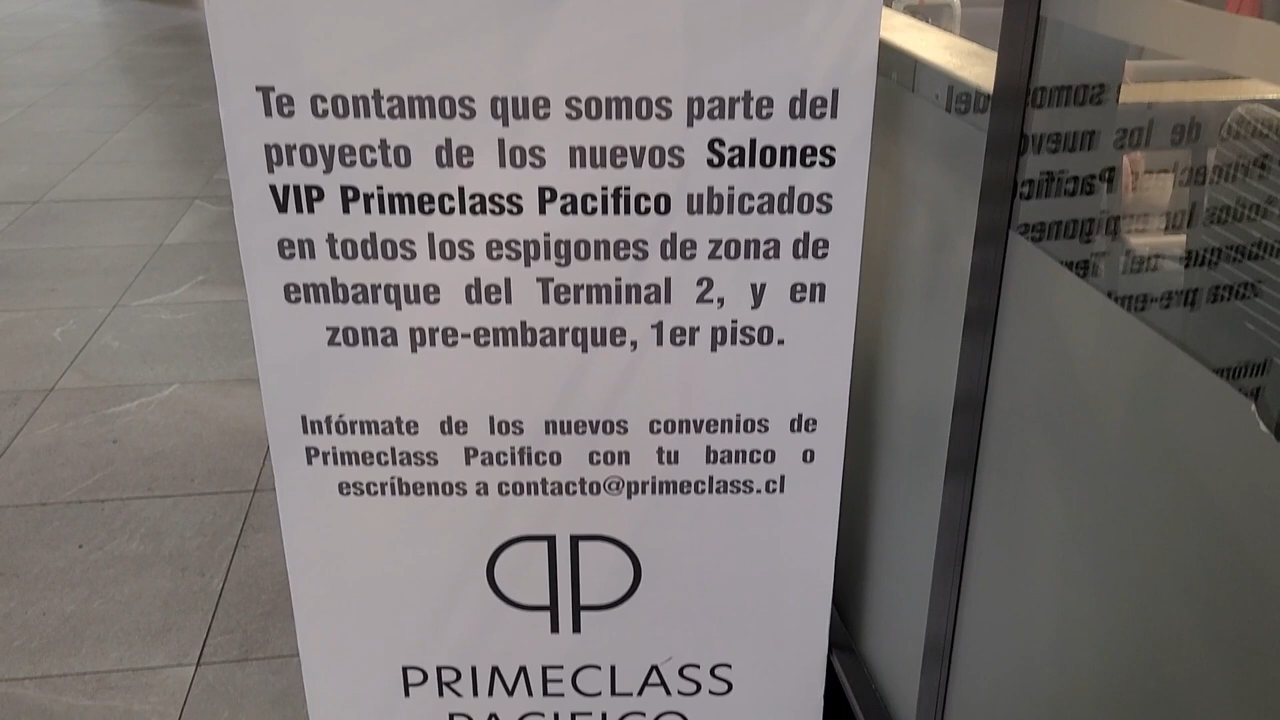 Te contamos que somos parte del
proyecto de los nuevos Salones
VIP Primeclass Pacifico ubicados
en todos los espigones de zona de
embarque del Terminal 2, y en
zona pre-embarque, 1er piso.
Infórmate de los nuevos convenios de
Primeclass Pacifico con tu banco o
escríbenos a contacto@primeclass.cl
PRIMECLASS
PACIFICO